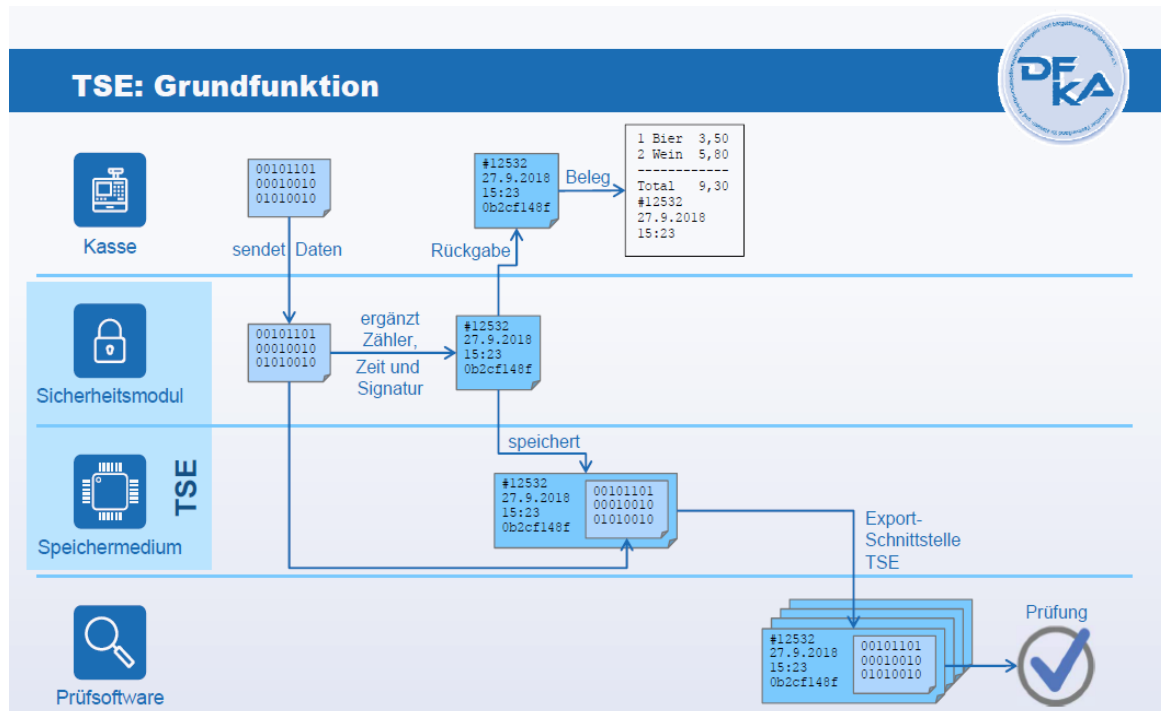 TSE: Grundfunktion
DFKA
Kasse
00101101
00010010
01010010
sendet Daten
#12532
27.9.2018
15:23
0b2cf148f
Rückgabe
Beleg
1 Bier 3,50
2 Wein 5,80
------------
Total 9,30
#12532
27.9.2018
15:23
Sicherheitsmodul
00101101
00010010
01010010
ergänzt
Zähler,
Zeit und
Signatur
#12532
27.9.2018
15:23
0b2cf148f
TSE
Speichermedium
speichert
#12532
27.9.2018
15:23
0b2cf148f
00101101
00010010
01010010
Export-
Schnittstelle
TSE
Prüfsoftware
#12532
27.9.2018
15:23
0b2cf148f
00101101
00010010
01010010
Prüfung